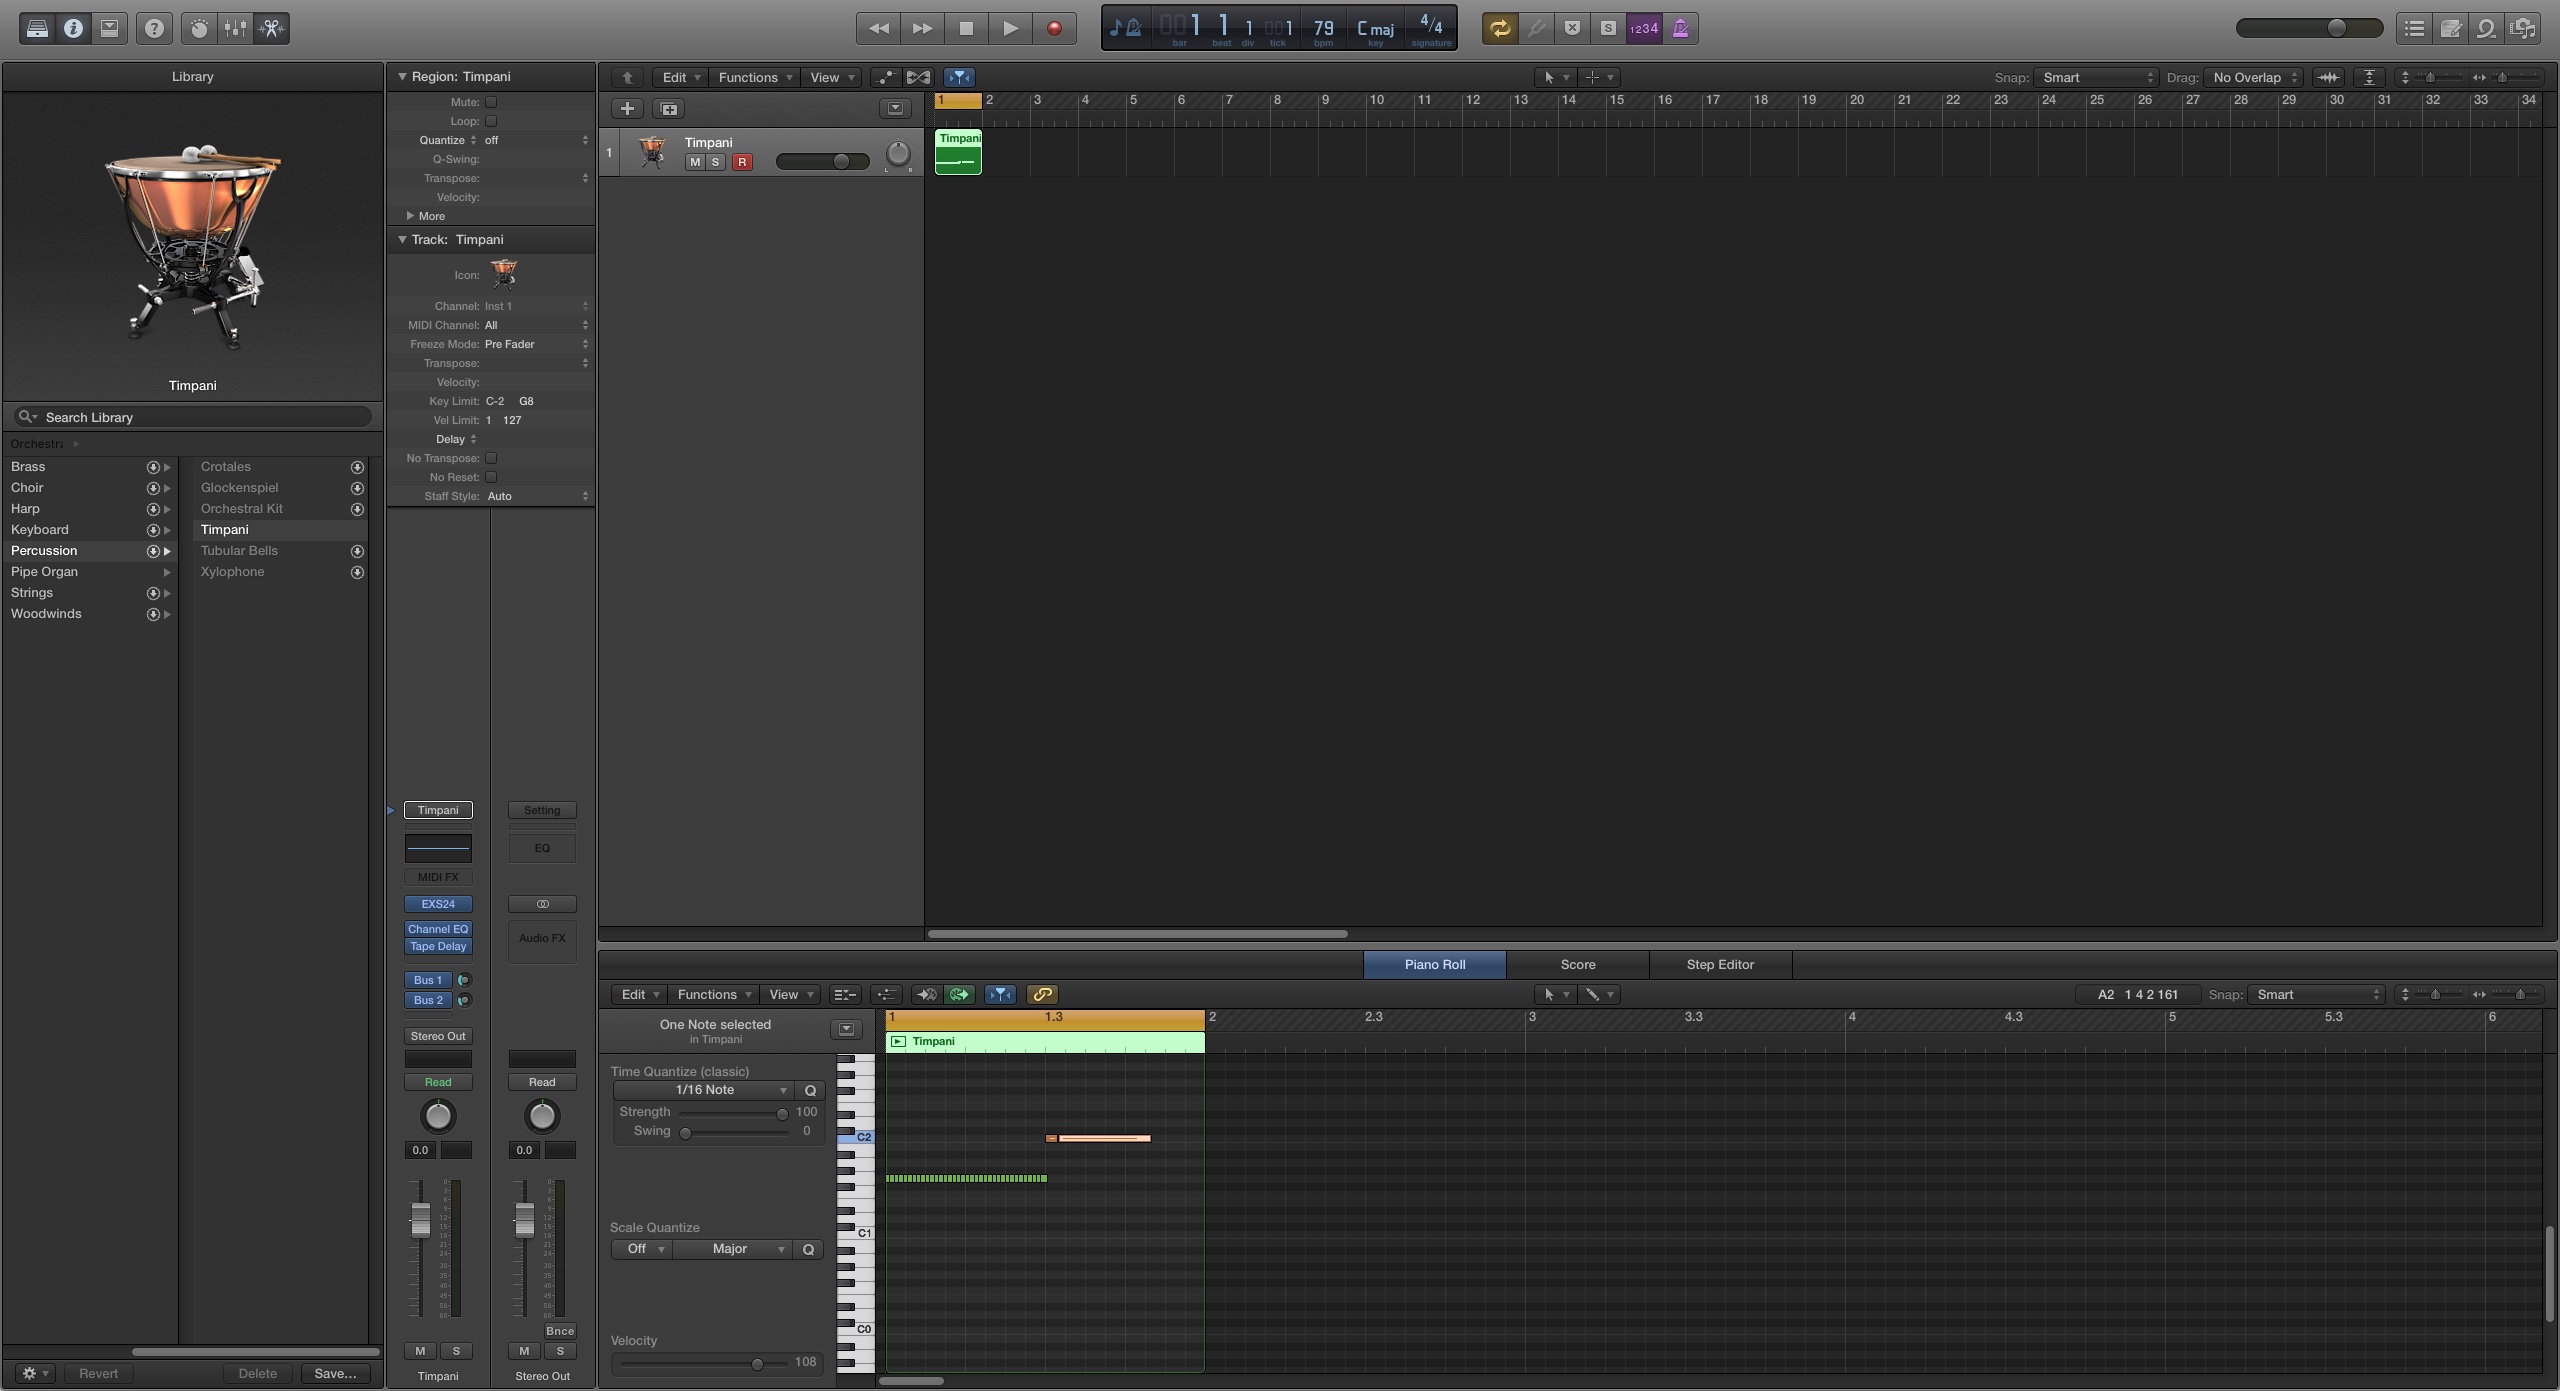 001 1 1 001 79 C maj 4/4
bar beat div tick bpm key signature
S 1234
Library
Timpani
Search Library
Orchestra
Brass
Choir
Harp
Keyboard
Percussion
Pipe Organ
Strings
Woodwinds
Crotales
Glockenspiel
Orchestral Kit
Timpani
Tubular Bells
Xylophone
Revert Delete Save...
Region: Timpani
Mute:
Loop:
Quantize off
Q-Swing:
Transpose:
Velocity:
More
Track: Timpani
Icon:
Channel: Inst 1
MIDI Channel: All
Freeze Mode: Pre Fader
Transpose:
Velocity:
Key Limit: C-2 G8
Vel Limit: 1 127
Delay
No Transpose:
No Reset:
Staff Style: Auto
Timpani Setting
EQ
MIDI FX
EXS24
Channel EQ
Tape Delay
Audio FX
Bus 1
Bus 2
Stereo Out
Read Read
0.0 0.0
Bnce
M S M S
Timpani Stereo Out
Edit Functions View Snap: Smart Drag: No Overlap
1 2 3 4 5 6 7 8 9 10 11 12 13 14 15 16 17 18 19 20 21 22 23 24 25 26 27 28 29 30 31 32 33 34
1 Timpani
M S R
L R
Timpani
Piano Roll Score Step Editor
Edit Functions View A2 1 4 2 161 Snap: Smart
One Note selected
in Timpani
1 1.3 2 2.3 3 3.3 4 4.3 5 5.3 6
Timpani
Time Quantize (classic)
1/16 Note Q
Strength 100
Swing 0
C2
Scale Quantize
C1
Off Major Q
C0
Velocity
108